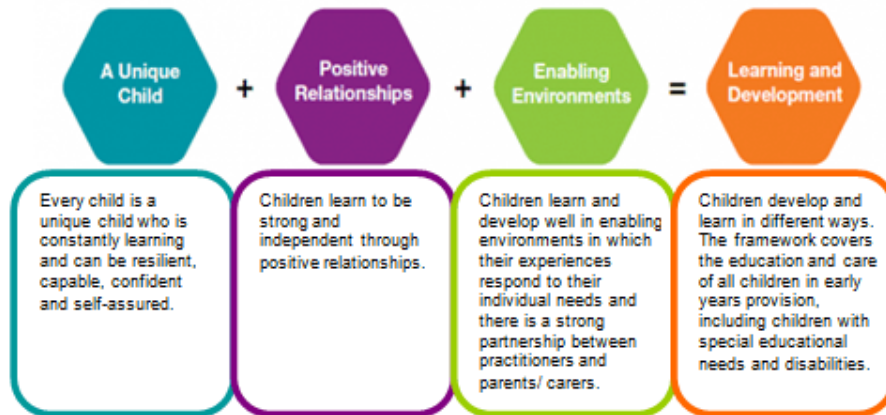 A Unique
Child
+
Positive
Relationships
+
Enabling
Environments
=
Learning and
Development
Every child is a
unique child who is
constantly learning
and can be resilient,
capable, confident
and self-assured.
Children learn to be
strong and
independent through
positive relationships.
Children learn and
develop well in enabling
environments in which
their experiences
respond to their
individual needs and
there is a strong
partnership between
practitioners and
parents/ carers.
Children develop and
learn in different ways.
The framework covers
the education and care
of all children in early
years provision,
including children with
special educational
needs and disabilities.